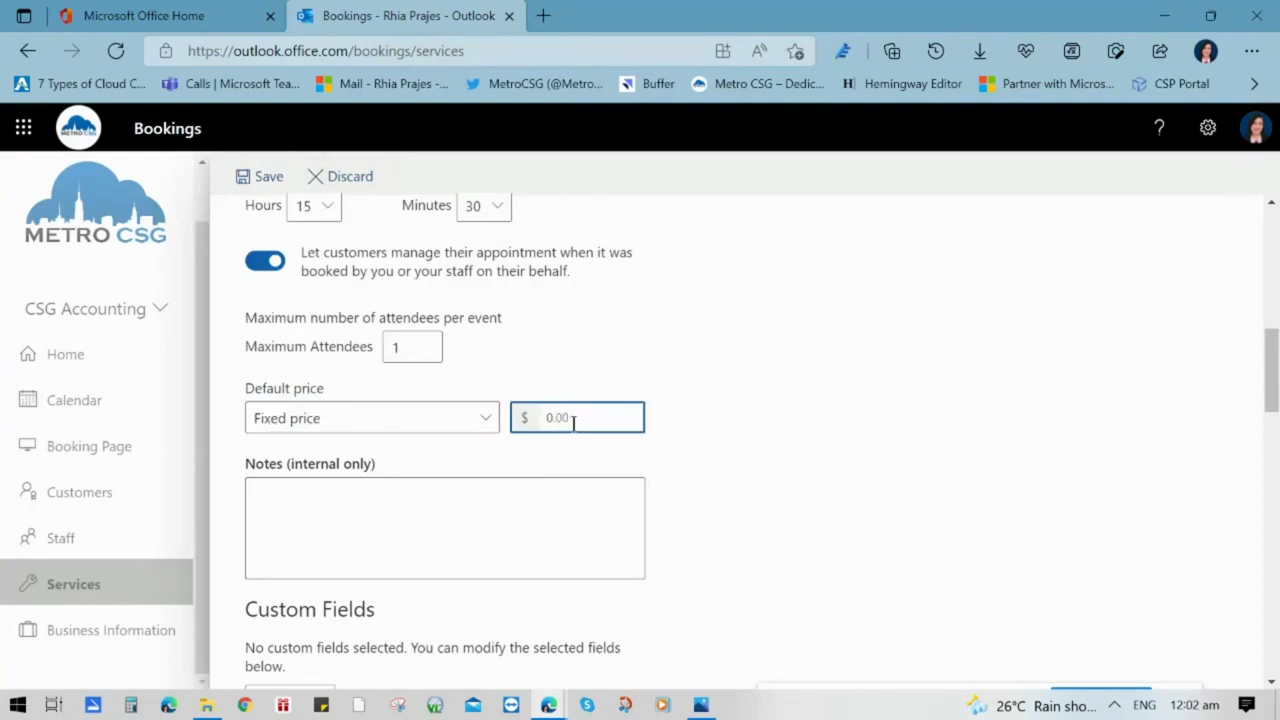 Microsoft Office Home
Bookings - Rhia Prajes - Outlook
https://outlook.office.com/bookings/services
7 Types of Cloud C...
Calls | Microsoft Tea...
Mail - Rhia Prajes -...
MetroCSG (@Metro...
Buffer
Metro CSG – Dedic...
Hemingway Editor
Partner with Micros...
CSP Portal
METRO CSG
Bookings
METRO CSG
CSG Accounting
Home
Calendar
Booking Page
Customers
Staff
Services
Business Information
Save
Discard
Hours 15
Minutes 30
Let customers manage their appointment when it was
booked by you or your staff on their behalf.
Maximum number of attendees per event
Maximum Attendees 1
Default price
Fixed price
$ 0.00
Notes (internal only)
Custom Fields
No custom fields selected. You can modify the selected fields
below.
26°C Rain sho...
ENG
12:02 am